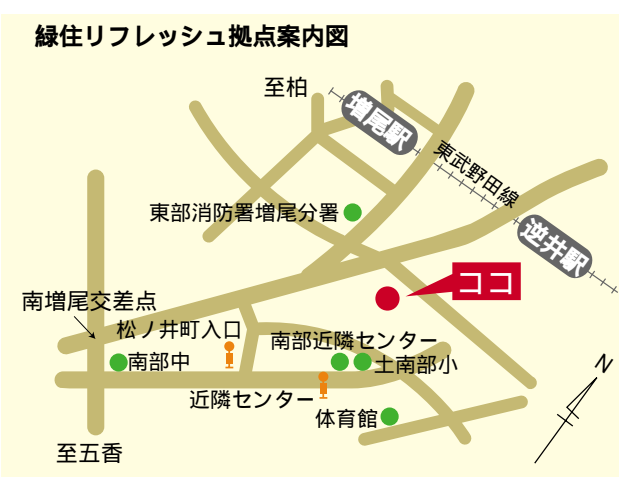 緑住リフレッシュ拠点案内図
至柏
増尾駅
東武野田線
東部消防署増尾分署
逆井駅
ココ
南増尾交差点
松ノ井町入口
南部近隣センター
南部中
土南部小
近隣センター
体育館
N
至五香